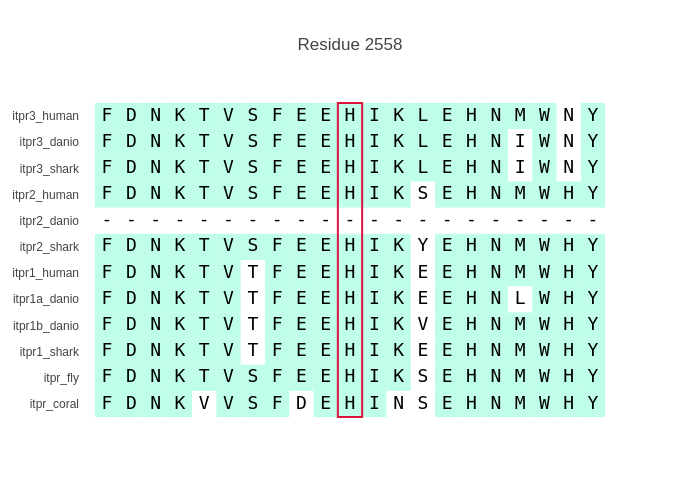 Residue 2558
itpr3_human F D N K T V S F E E H I K L E H N M W N Y
itpr3_danio F D N K T V S F E E H I K L E H N I W N Y
itpr3_shark F D N K T V S F E E H I K L E H N I W N Y
itpr2_human F D N K T V S F E E H I K S E H N M W H Y
itpr2_danio - - - - - - - - - - - - - - - - - - - - -
itpr2_shark F D N K T V S F E E H I K Y E H N M W H Y
itpr1_human F D N K T V T F E E H I K E E H N M W H Y
itpr1a_danio F D N K T V T F E E H I K E E H N L W H Y
itpr1b_danio F D N K T V T F E E H I K V E H N M W H Y
itpr1_shark F D N K T V T F E E H I K E E H N M W H Y
itpr_fly F D N K T V S F E E H I K S E H N M W H Y
itpr_coral F D N K V V S F D E H I N S E H N M W H Y